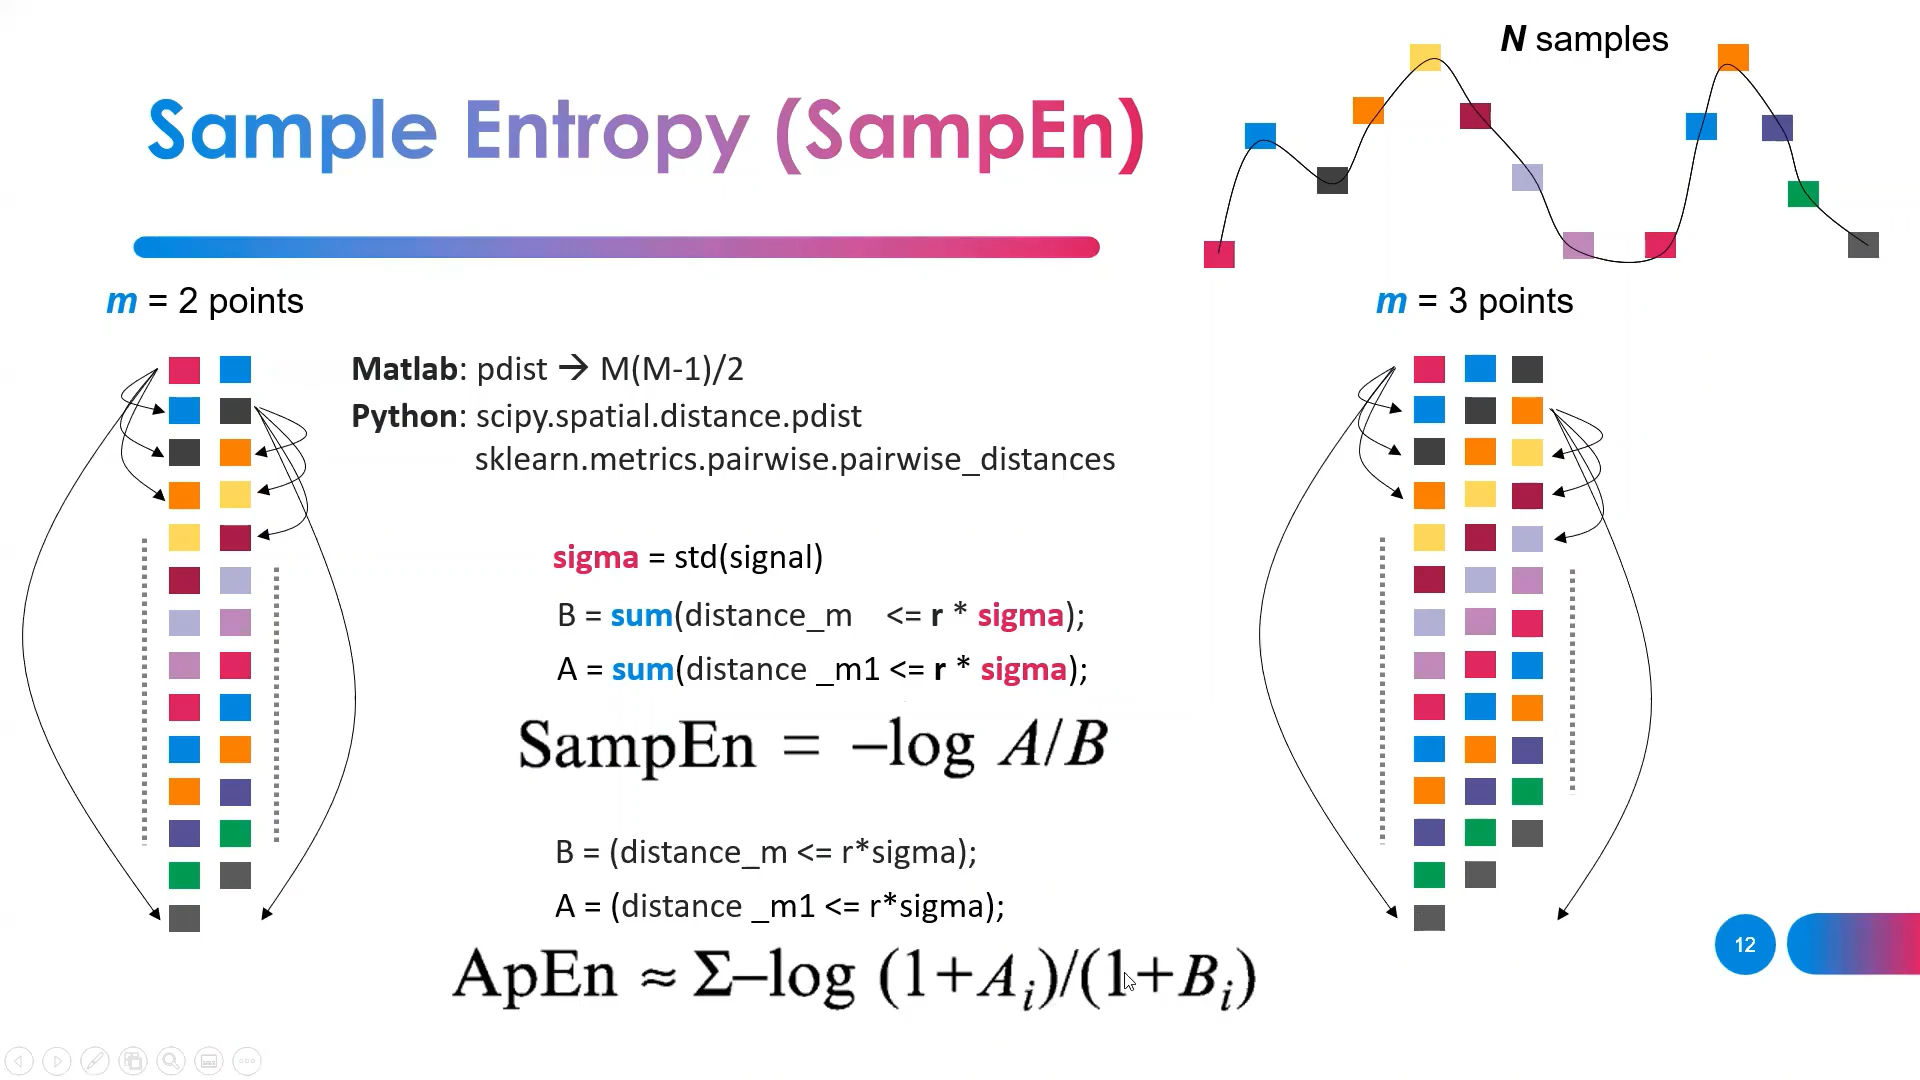 N samples
Sample Entropy (SampEn)
m = 2 points
m = 3 points
Matlab: pdist → M(M-1)/2
Python: scipy.spatial.distance.pdist
sklearn.metrics.pairwise.pairwise_distances
sigma = std(signal)
B = sum(distance_m <= r * sigma);
A = sum(distance _m1 <= r * sigma);
SampEn = –log A/B
B = (distance_m <= r*sigma);
A = (distance _m1 <= r*sigma);
ApEn ≈ Σ–log (1+Aᵢ)/(1+Bᵢ)
12